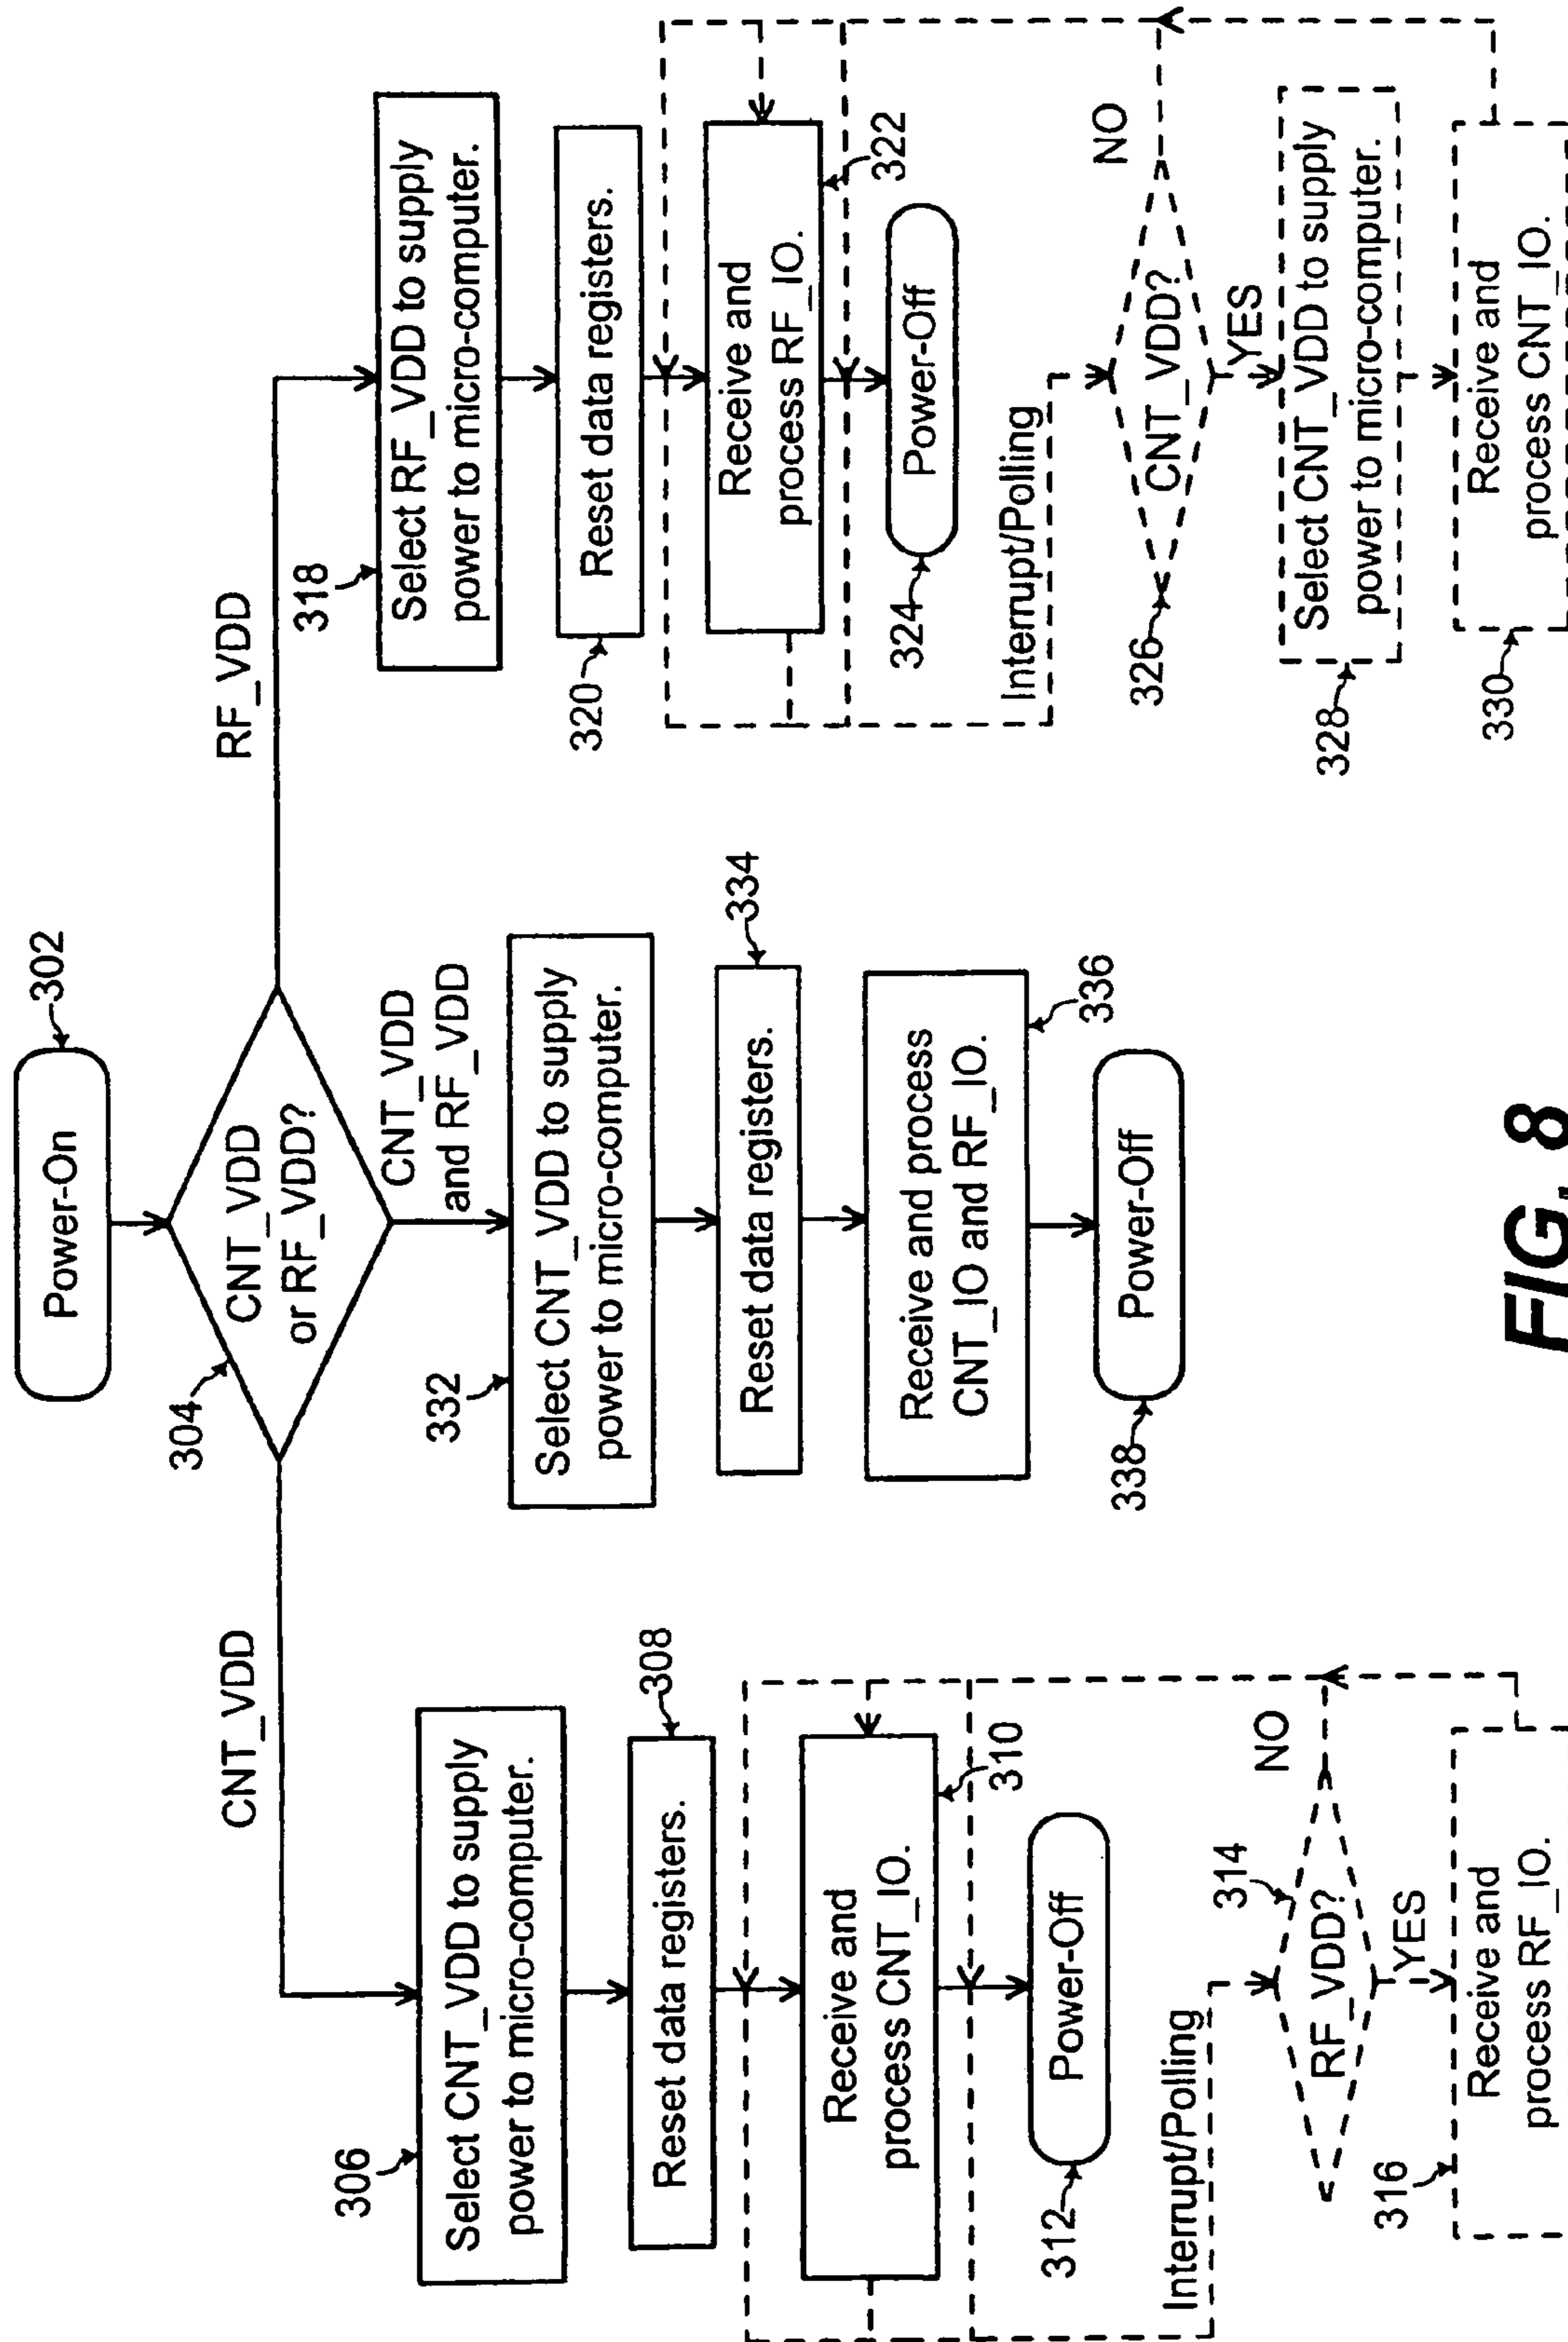 Power-On
302
304
CNT_VDD
or RF_VDD?
CNT_VDD
306
Select CNT_VDD to supply
power to micro-computer.
Reset data registers.
308
Receive and
process CNT_IO.
310
Power-Off
312
Interrupt/Polling
314
RF_VDD?
NO
YES
316
Receive and
process RF_IO.
CNT_VDD
and RF_VDD
332
Select CNT_VDD to supply
power to micro-computer.
Reset data registers.
334
Receive and process
CNT_IO and RF_IO.
336
Power-Off
338
RF_VDD
318
Select RF_VDD to supply
power to micro-computer.
Reset data registers.
320
Receive and
process RF_IO.
322
Power-Off
324
Interrupt/Polling
326
CNT_VDD?
NO
YES
Select CNT_VDD to supply
power to micro-computer.
328
Receive and
process CNT_IO.
330
FIG. 8